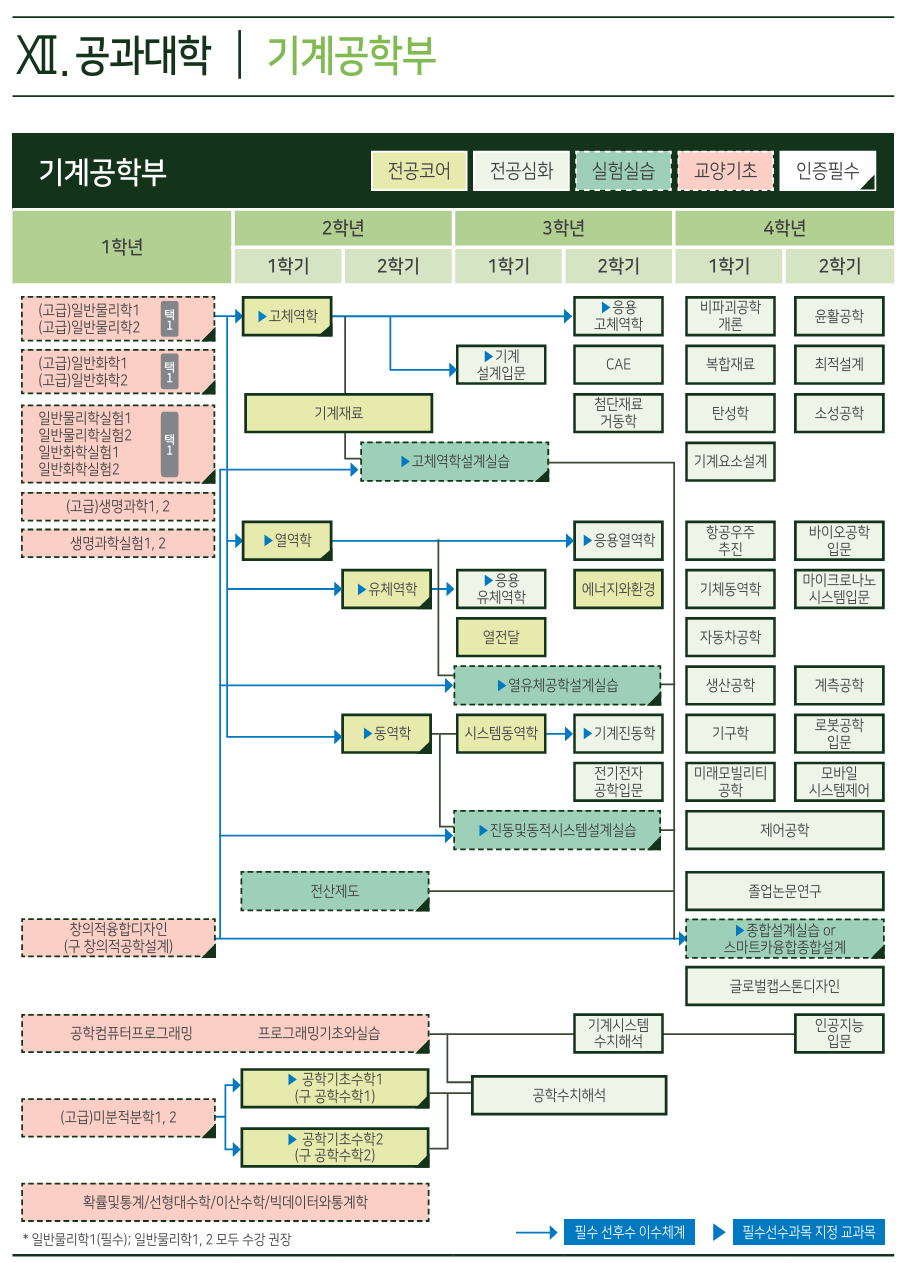 Ⅻ. 공과대학 | 기계공학부
기계공학부
전공코어
전공심화
실험실습
교양기초
인증필수
1학년
2학년
3학년
4학년
1학기
2학기
1학기
2학기
1학기
2학기
(고급)일반물리학1
(고급)일반물리학2
택1
고체역학
응용
고체역학
비파괴공학
개론
윤활공학
(고급)일반화학1
(고급)일반화학2
택1
기계
설계입문
CAE
복합재료
최적설계
일반물리학실험1
일반물리학실험2
일반화학실험1
일반화학실험2
택1
기계재료
첨단재료
거동학
탄성학
소성공학
고체역학설계실습
기계요소설계
(고급)생명과학1, 2
생명과학실험1, 2
열역학
응용열역학
항공우주
추진
바이오공학
입문
유체역학
응용
유체역학
에너지와환경
기체동역학
마이크로나노
시스템입문
열전달
자동차공학
열유체공학설계실습
생산공학
계측공학
동역학
시스템동역학
기계진동학
기구학
로봇공학
입문
전기전자
공학입문
미래모빌리티
공학
모바일
시스템제어
진동및동적시스템설계실습
제어공학
전산제도
졸업논문연구
창의적융합디자인
(구 창의적공학설계)
종합설계실습 or
스마트카융합종합설계
글로벌캡스톤디자인
공학컴퓨터프로그래밍
프로그래밍기초와실습
기계시스템
수치해석
인공지능
입문
공학기초수학1
(구 공학수학1)
공학수치해석
(고급)미분적분학1, 2
공학기초수학2
(구 공학수학2)
확률및통계/선형대수학/이산수학/빅데이터와통계학
* 일반물리학1(필수); 일반물리학1, 2 모두 수강 권장
필수 선후수 이수체계
필수선수과목 지정 교과목